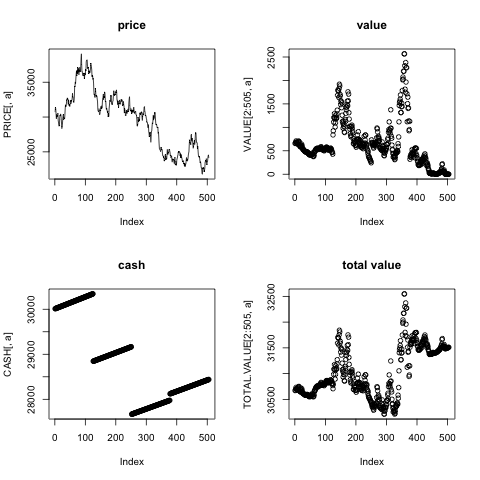 price
PRICE[, a]
35000
25000
0 100 200 300 400 500
Index
value
VALUE[2:505, a]
2500
1500
500
0
0 100 200 300 400 500
Index
cash
CASH[, a]
30000
29000
28000
0 100 200 300 400 500
Index
total value
TOTAL.VALUE[2:505, a]
32500
31500
30500
0 100 200 300 400 500
Index